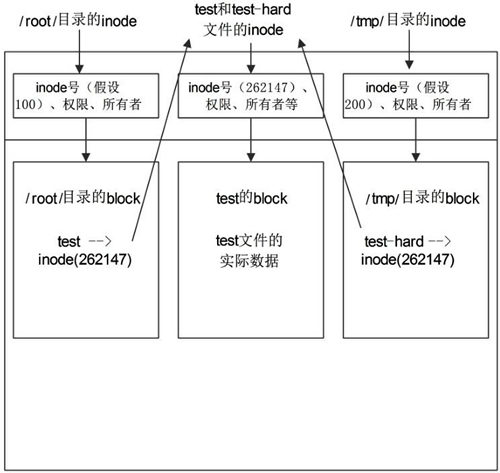 /root/目录的inode
test和test-hard
文件的inode
/tmp/目录的inode
inode号（假设
100）、权限、所有者
inode号（262147）、
权限、所有者等
inode号（假设
200）、权限、所有者
/root/目录的block
test -->
inode(262147)
test的block
test文件的
实际数据
/tmp/目录的block
test-hard -->
inode(262147)